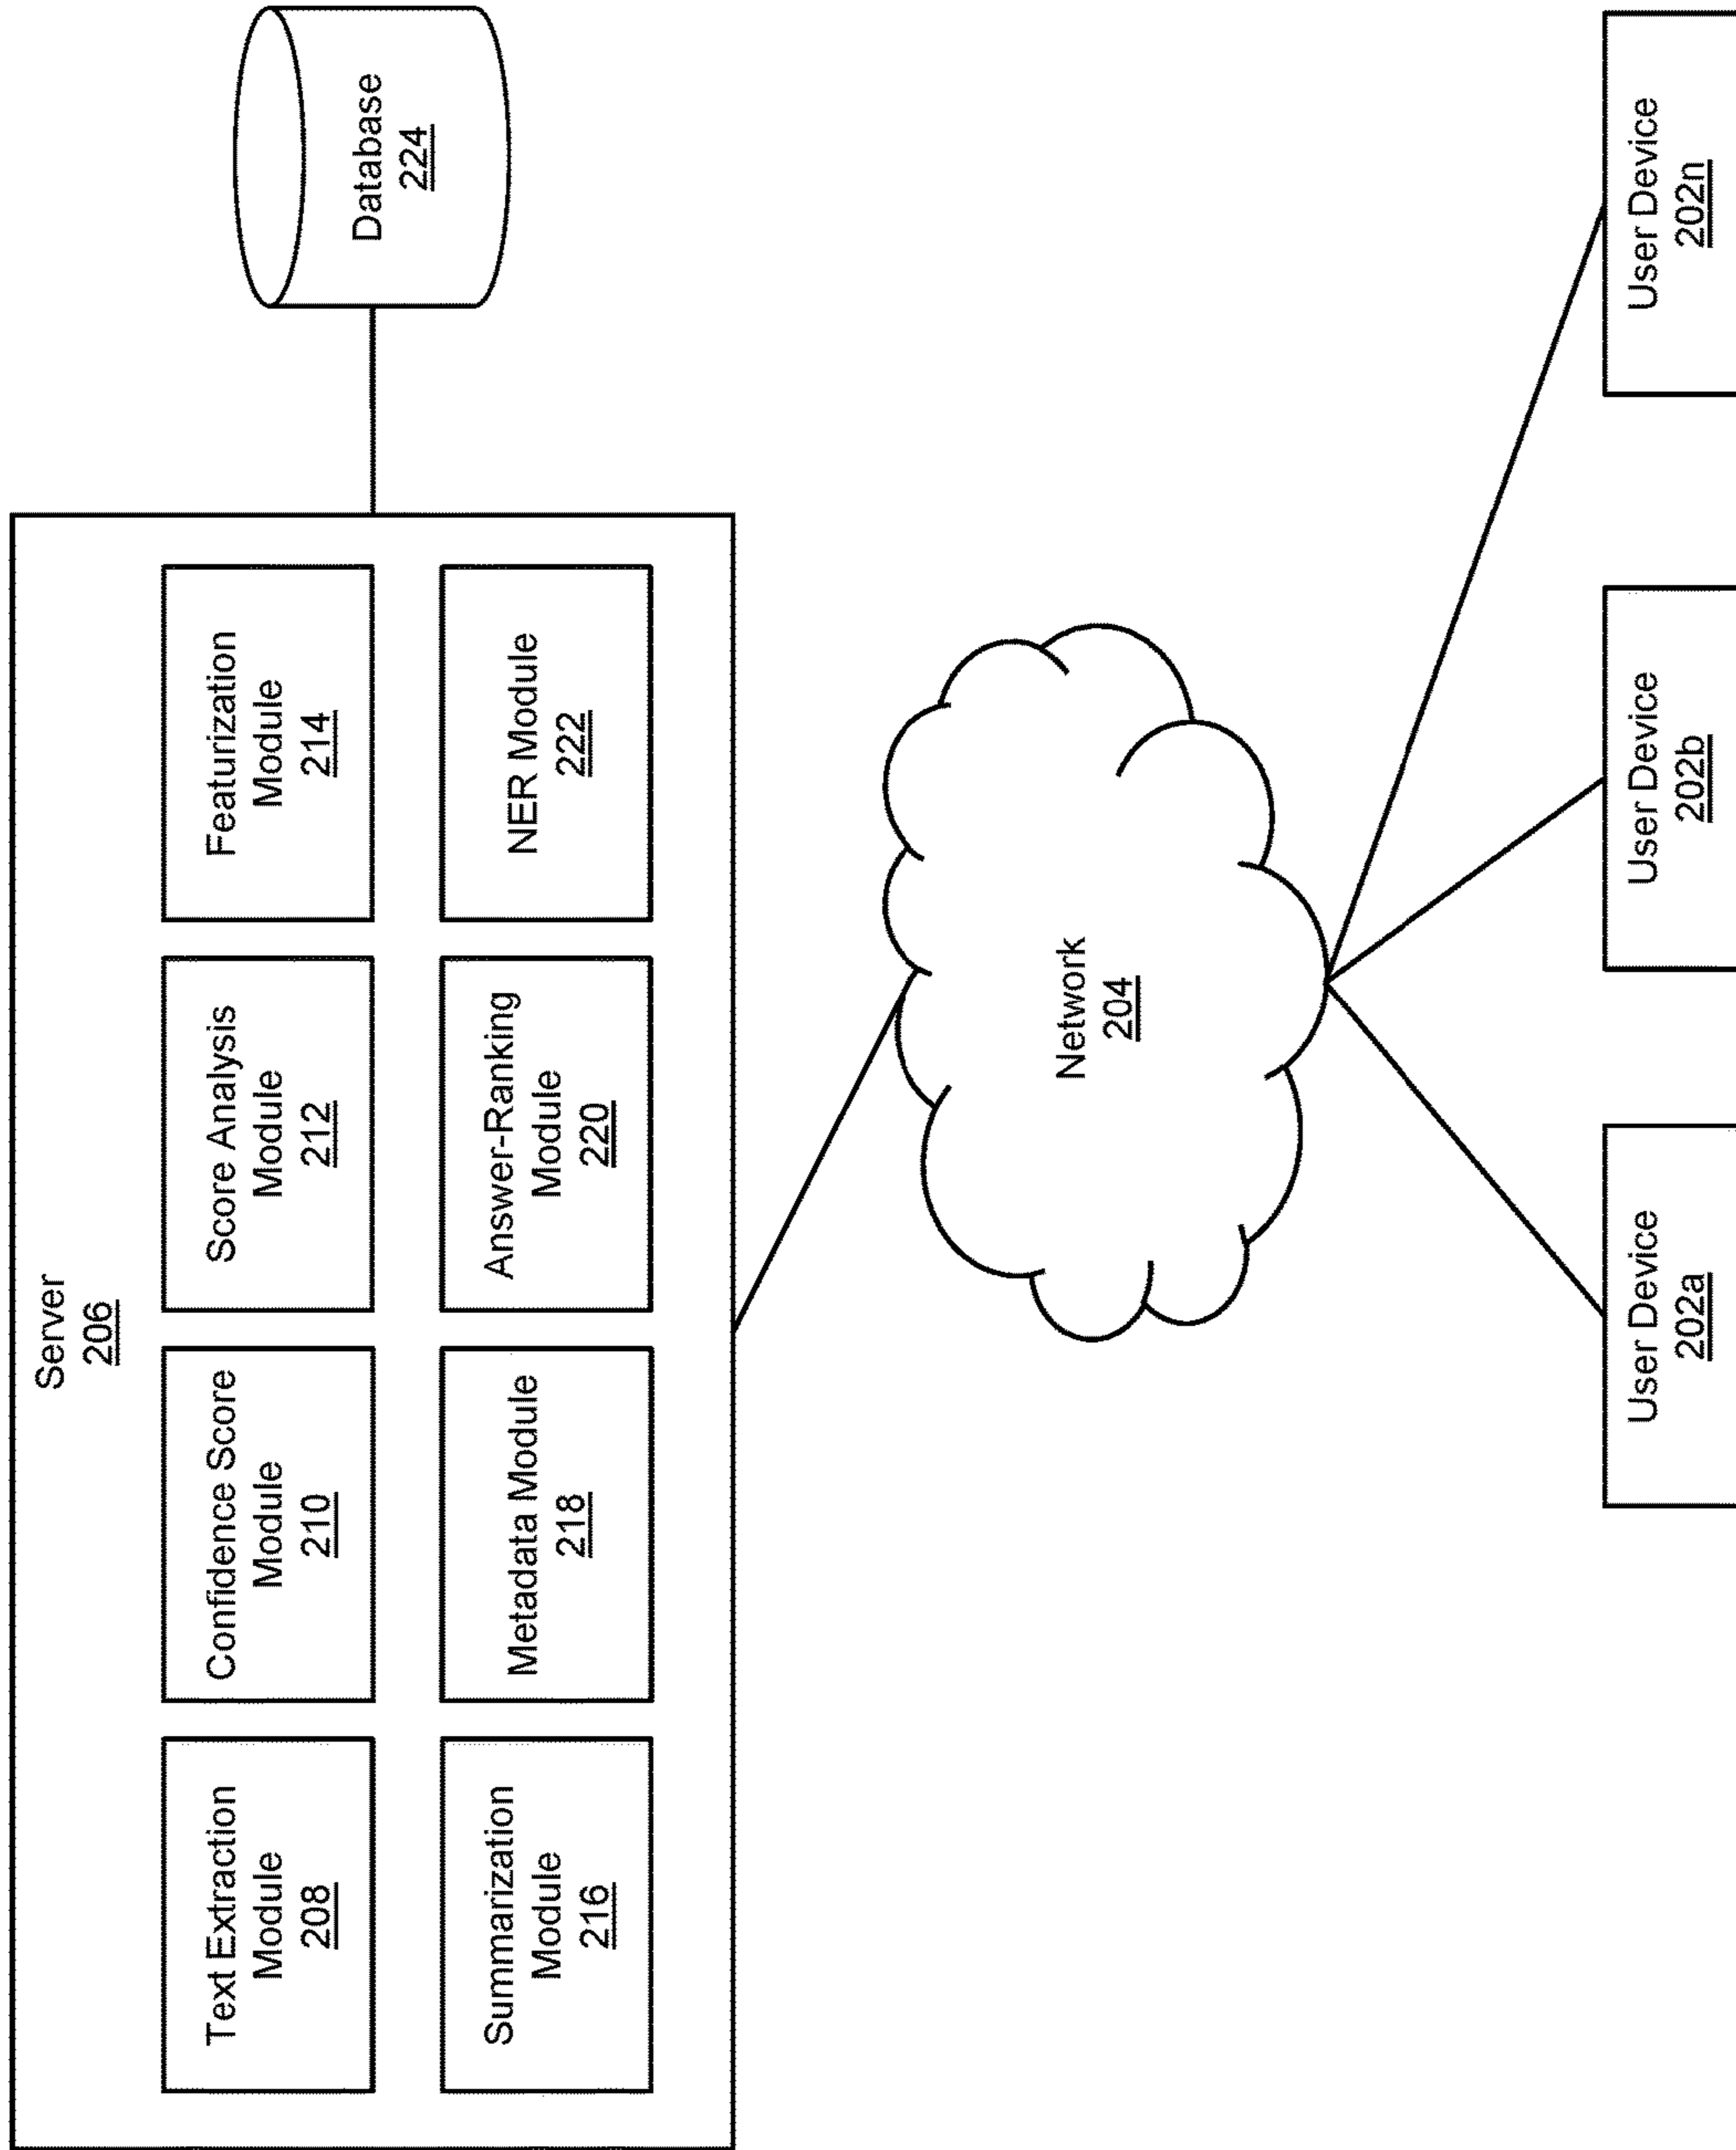 Server
206
Text Extraction
Module
208
Confidence Score
Module
210
Score Analysis
Module
212
Featurization
Module
214
Summarization
Module
216
Metadata Module
218
Answer-Ranking
Module
220
NER Module
222
Database
224
Network
204
User Device
202a
User Device
202b
User Device
202n